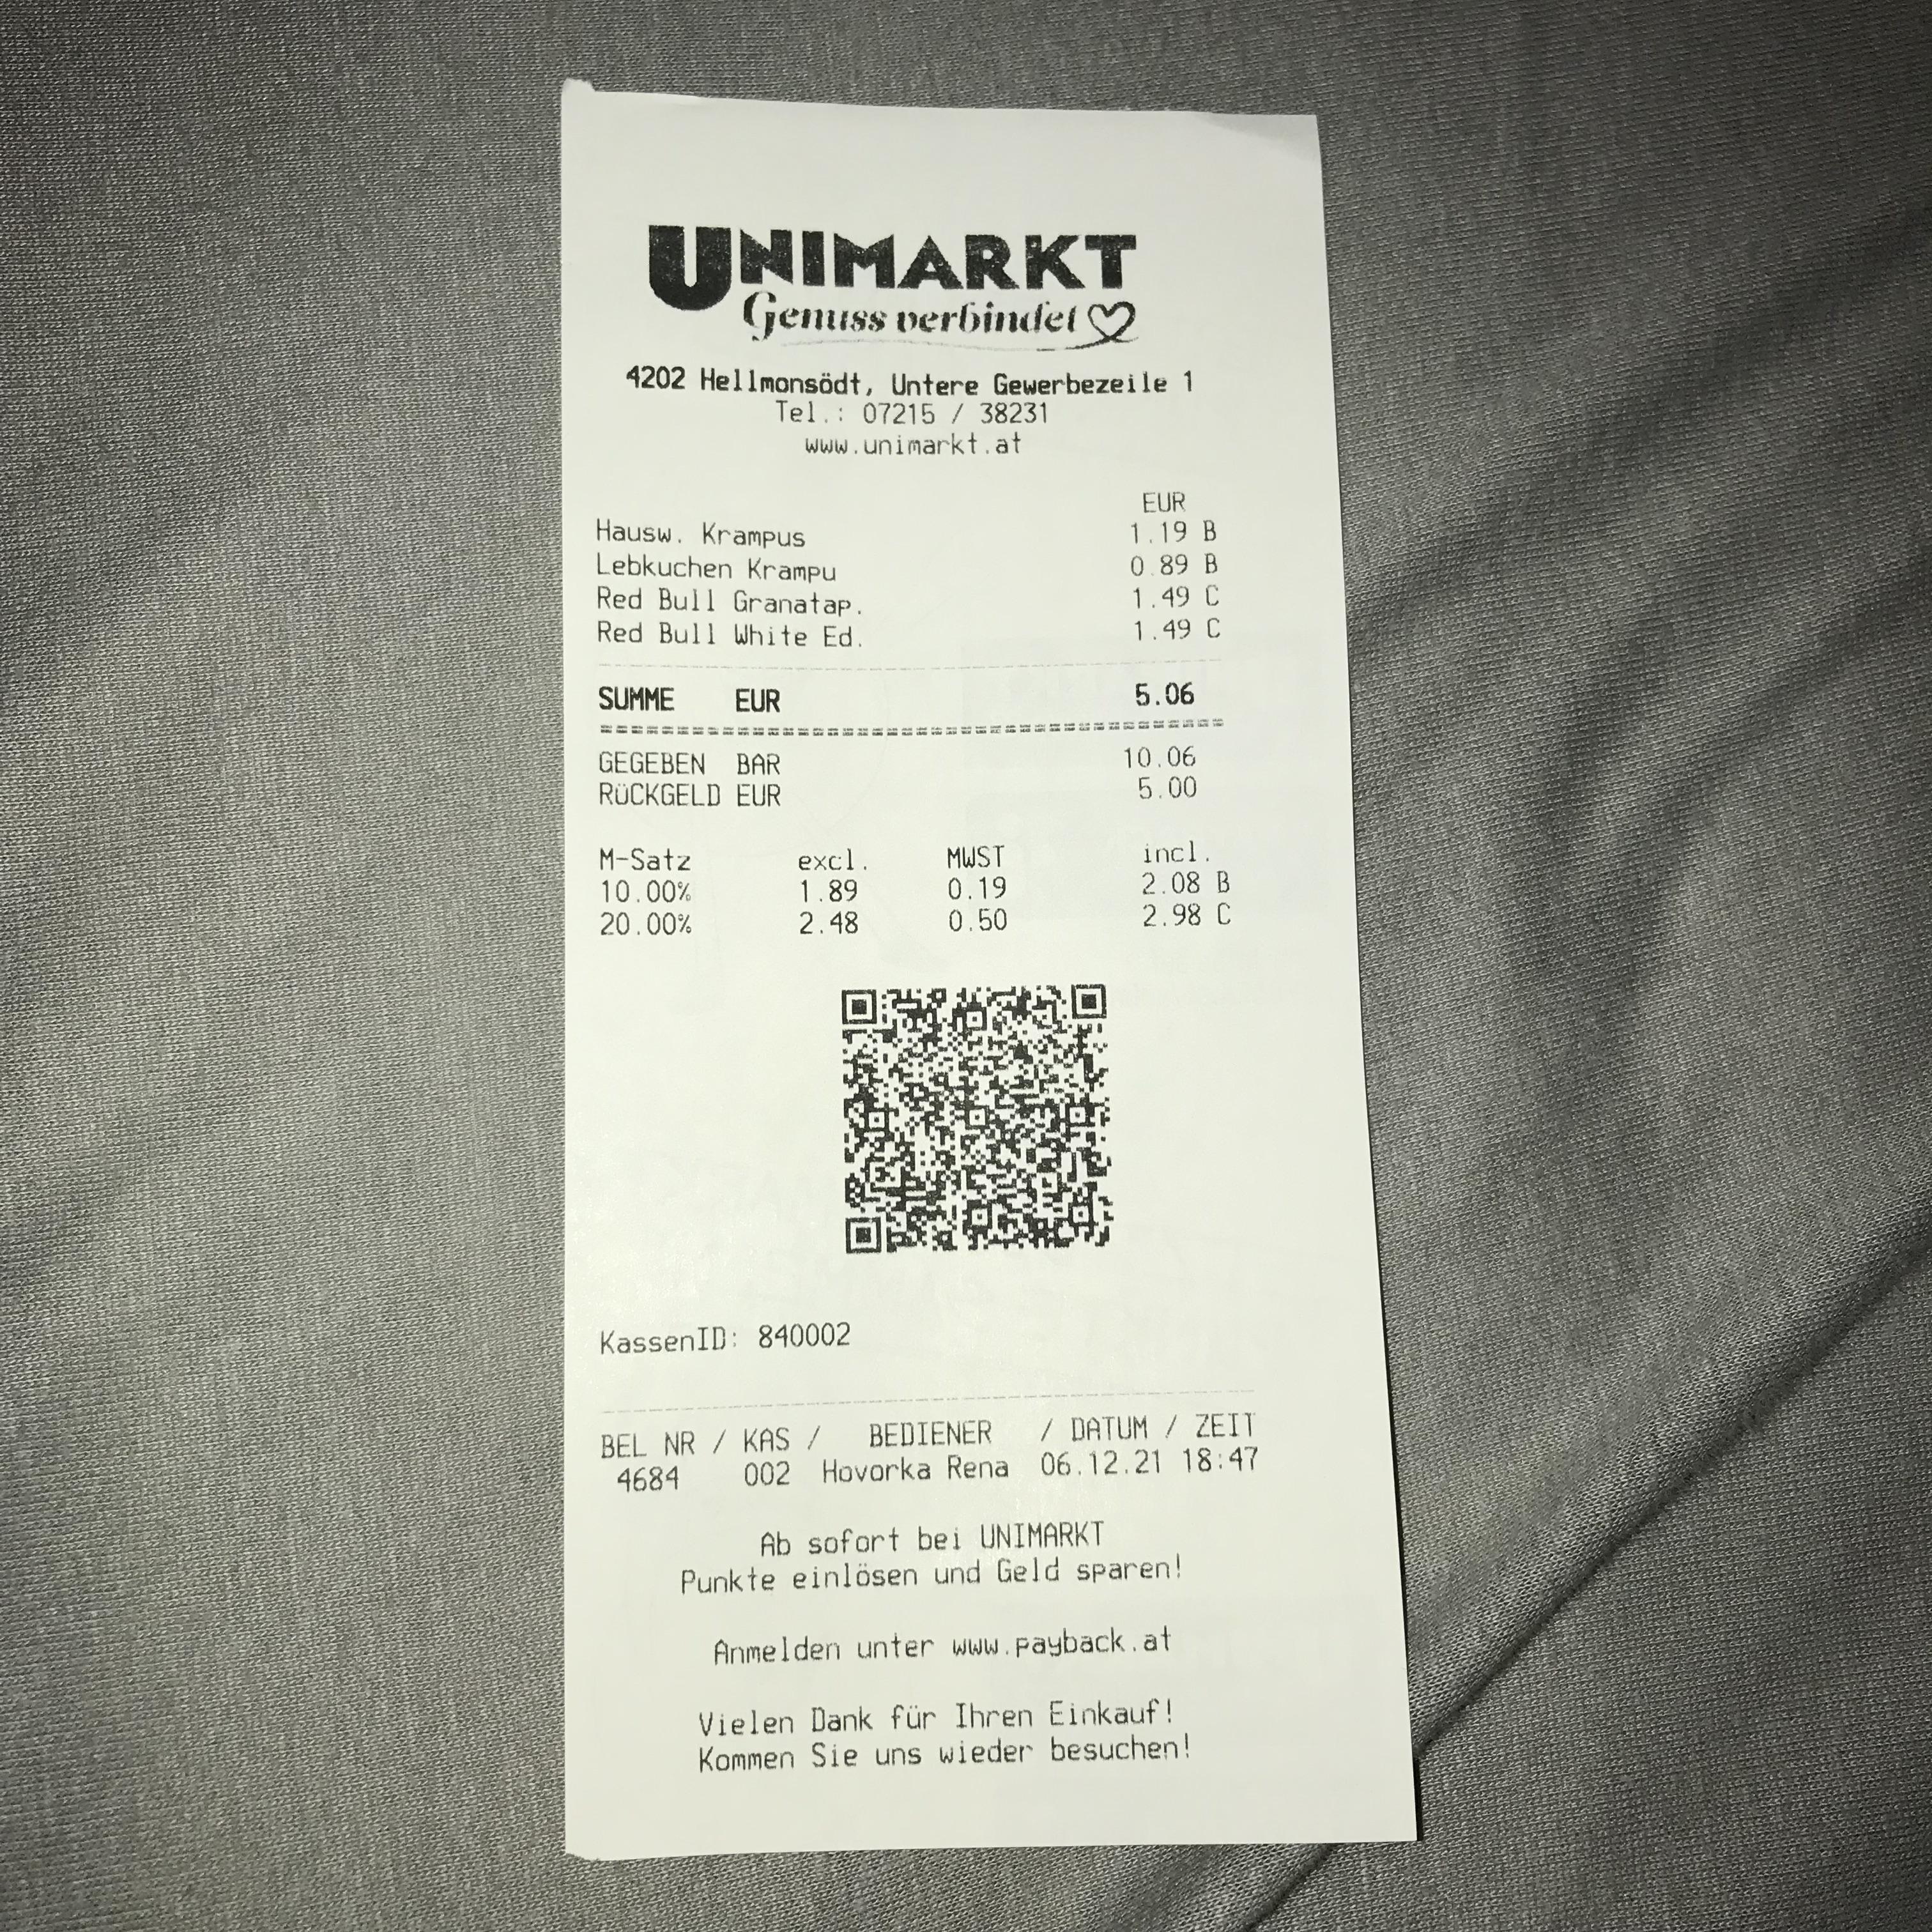 UNIMARKT
Genuss verbindet
4202 Hellmonsödt, Untere Gewerbezeile 1
Tel.: 07215 / 38231
www.unimarkt.at
EUR
Hausw. Krampus 1.19 B
Lebkuchen Krampu 0.89 B
Red Bull Granatap. 1.49 C
Red Bull White Ed. 1.49 C
SUMME EUR 5.06
GEGEBEN BAR 10.06
RüCKGELD EUR 5.00
M-Satz excl. MWST incl.
10.00% 1.89 0.19 2.08 B
20.00% 2.48 0.50 2.98 C
KassenID: 840002
BEL NR / KAS / BEDIENER / DATUM / ZEIT
4684 002 Hovorka Rena 06.12.21 18:47
Ab sofort bei UNIMARKT
Punkte einlösen und Geld sparen!
Anmelden unter www.payback.at
Vielen Dank für Ihren Einkauf!
Kommen Sie uns wieder besuchen!